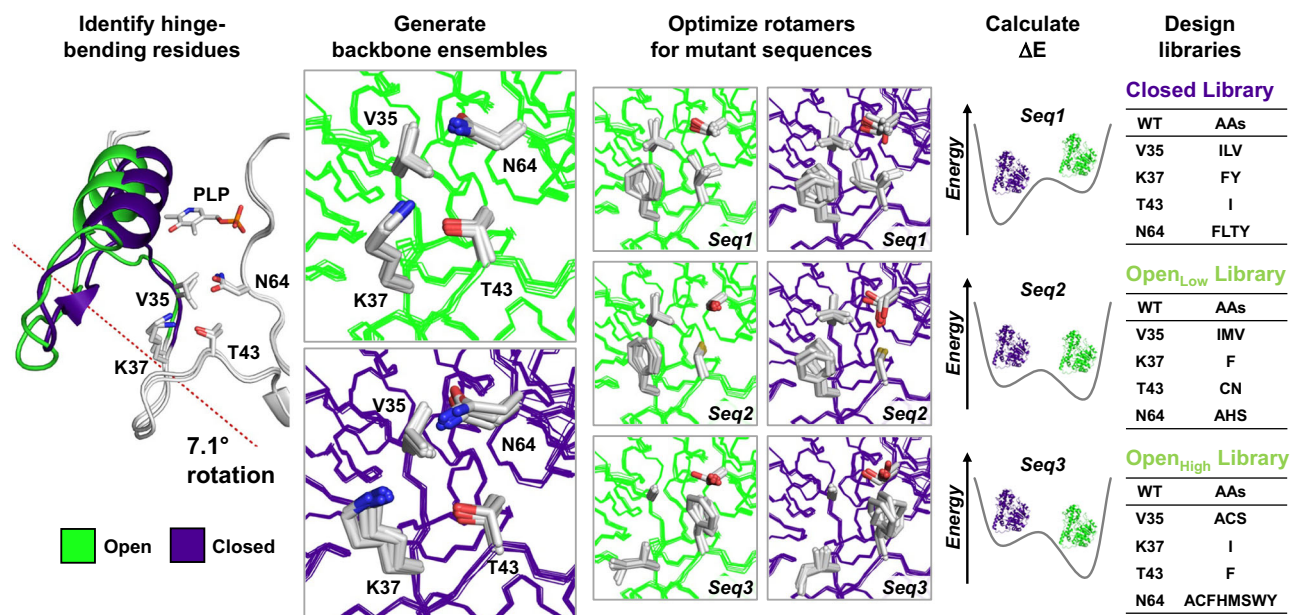 Identify hinge-
bending residues
Generate
backbone ensembles
Optimize rotamers
for mutant sequences
Calculate
ΔE
Design
libraries
PLP
N64
V35
T43
K37
7.1°
rotation
Open
Closed
V35
N64
K37
T43
V35
N64
K37
T43
Seq1
Seq1
Seq2
Seq2
Seq3
Seq3
Energy
Seq1
Energy
Seq2
Energy
Seq3
Closed Library
WT AAs
V35 ILV
K37 FY
T43 I
N64 FLTY
OpenLow Library
WT AAs
V35 IMV
K37 F
T43 CN
N64 AHS
OpenHigh Library
WT AAs
V35 ACS
K37 I
T43 F
N64 ACFHMSWY